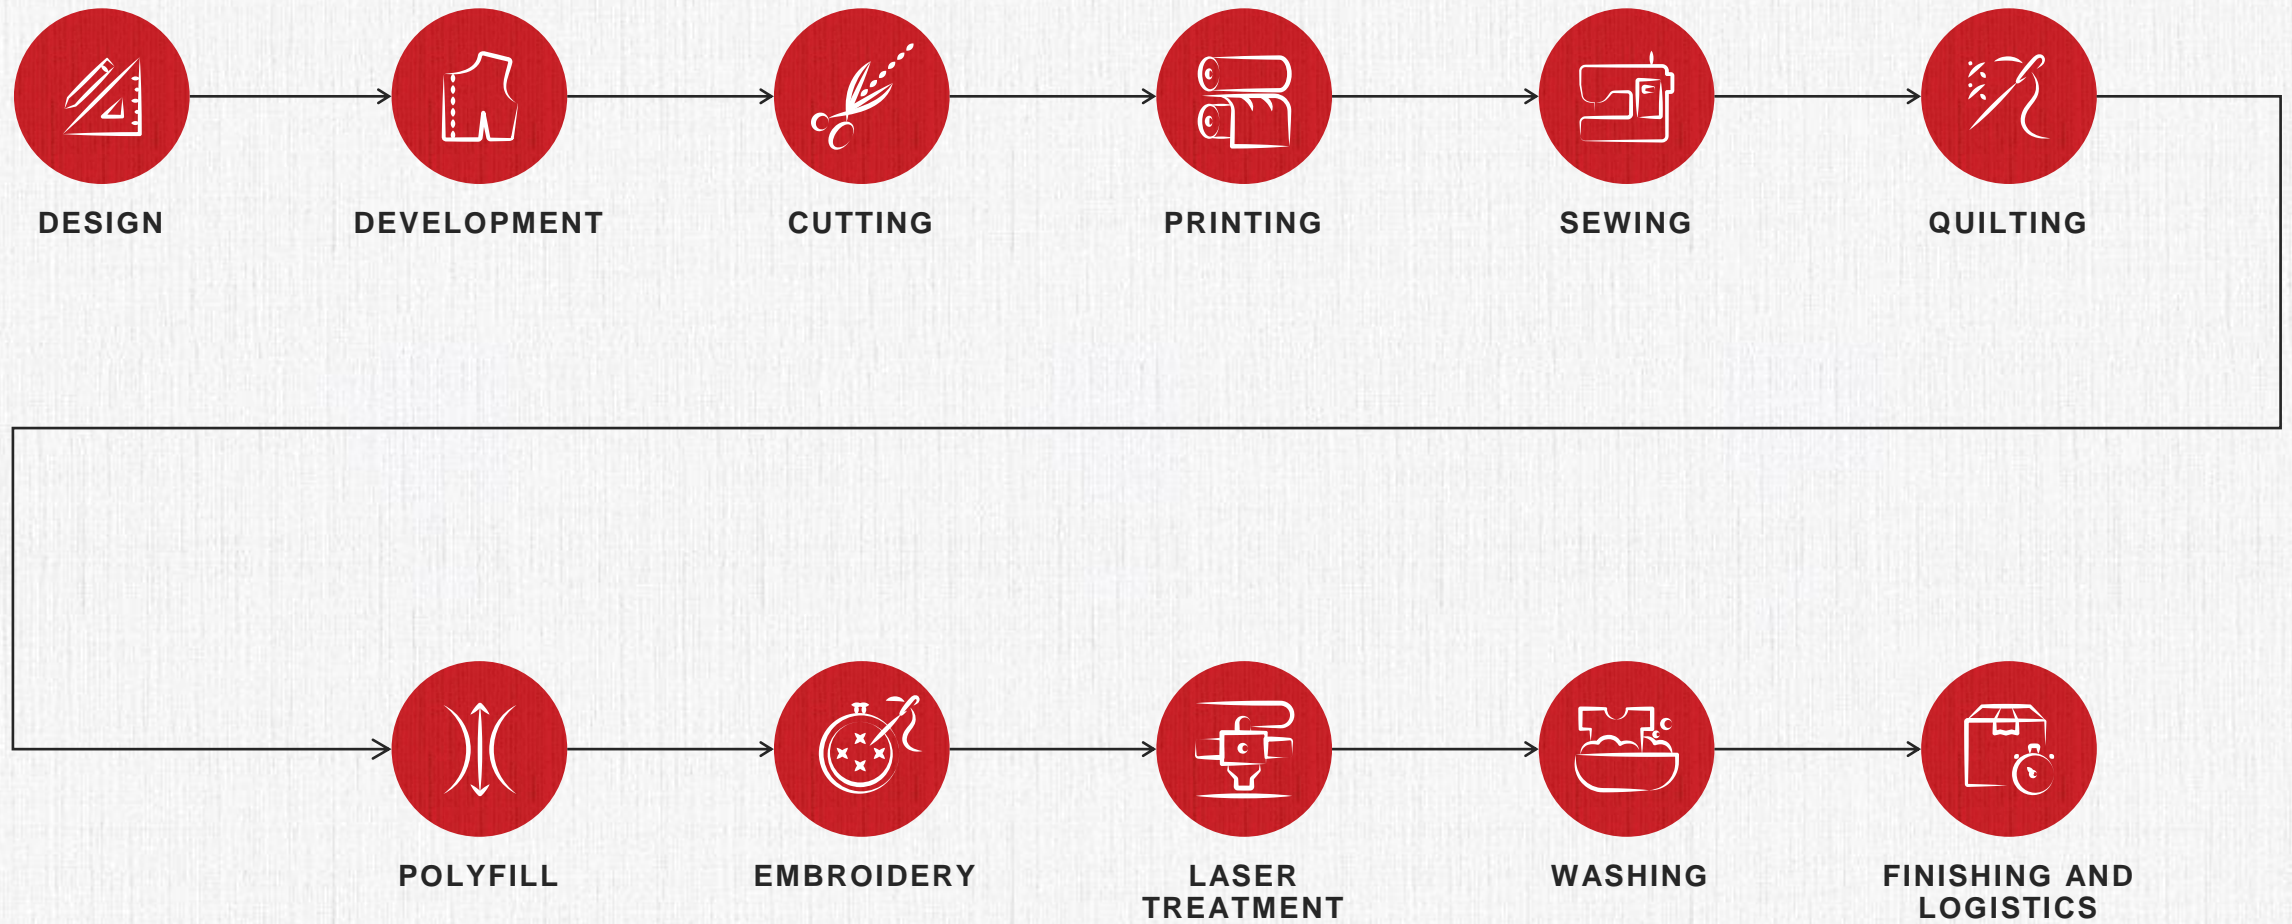 DESIGN
DEVELOPMENT
CUTTING
PRINTING
SEWING
QUILTING
POLYFILL
EMBROIDERY
LASER
TREATMENT
WASHING
FINISHING AND
LOGISTICS